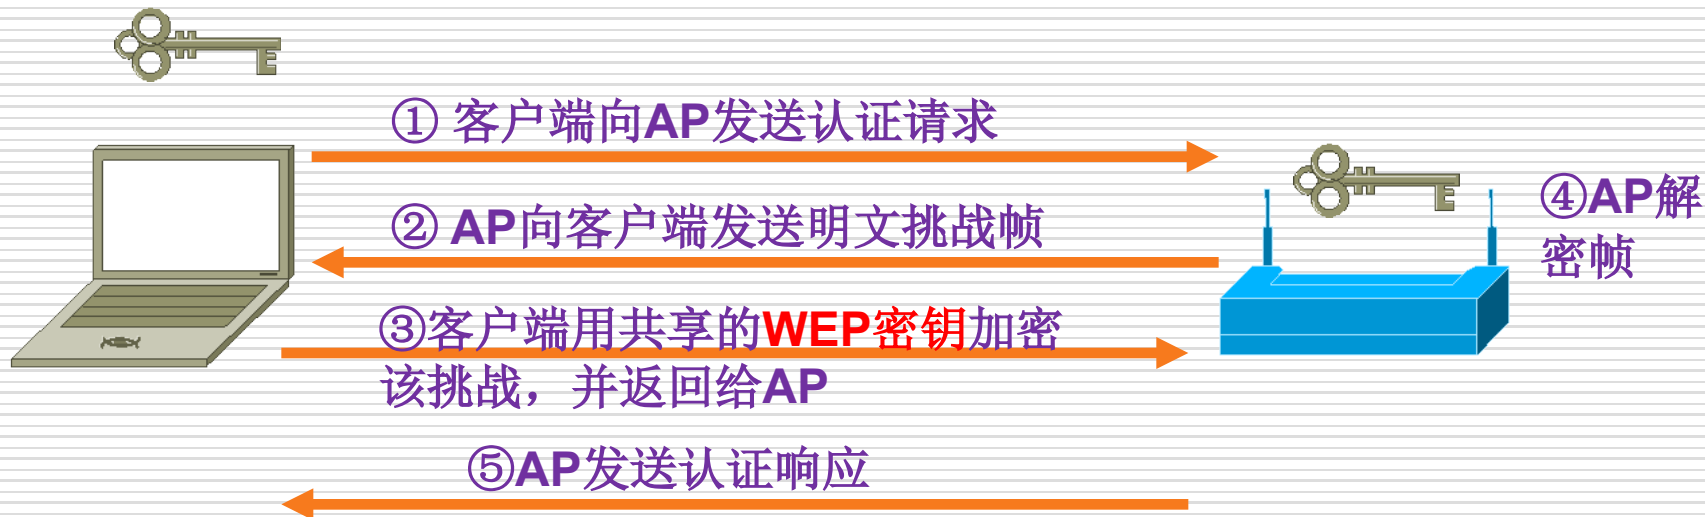 ① 客户端向AP发送认证请求
② AP向客户端发送明文挑战帧
④AP解
密帧
③客户端用共享的WEP密钥加密
该挑战，并返回给AP
⑤AP发送认证响应